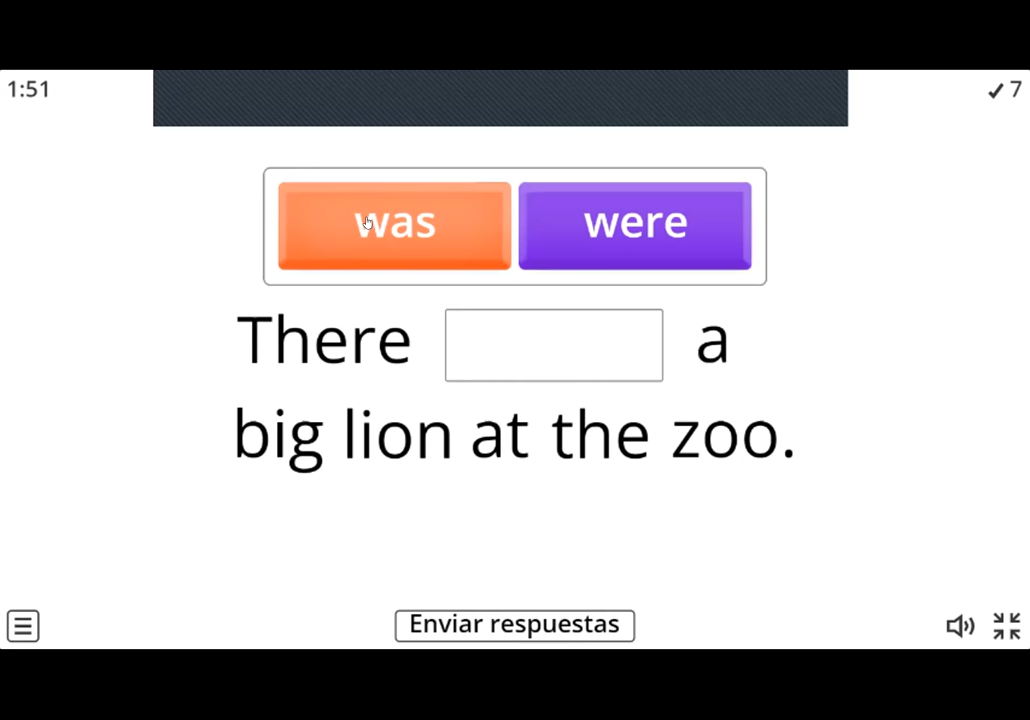 1:51
✓ 7
was were
There a
big lion at the zoo.
Enviar respuestas